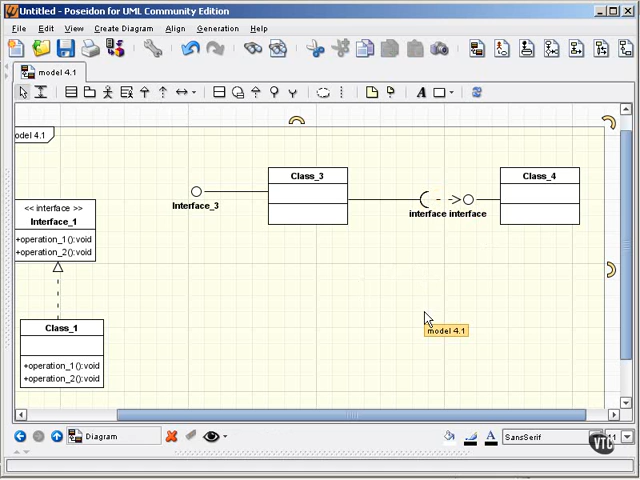 Untitled - Poseidon for UML Community Edition
File Edit View Create Diagram Align Generation Help
model 4.1
A
odel 4.1
<< interface >>
Interface_1
+operation_1():void
+operation_2():void
Class_1
+operation_1():void
+operation_2():void
Interface_3
Class_3
interface interface
Class_4
model 4.1
Diagram
A
SansSerif
11
VTC